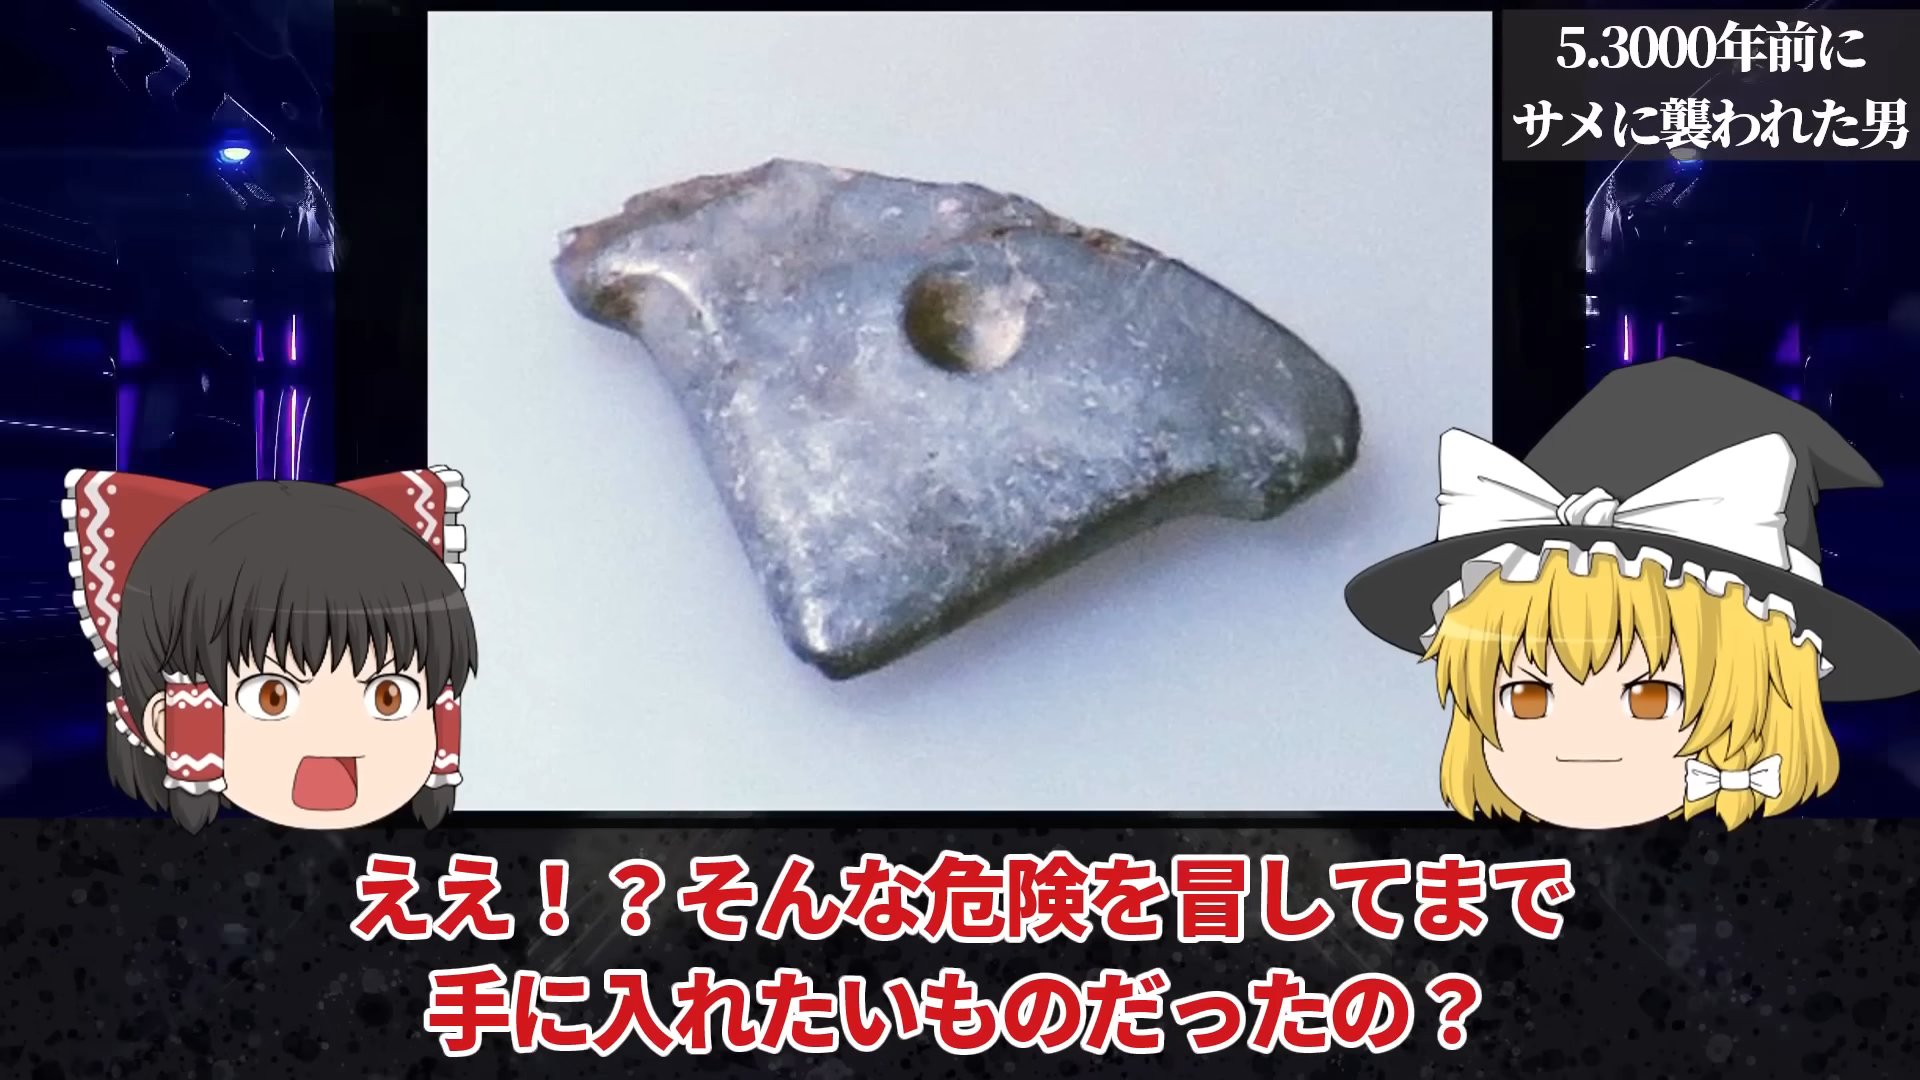 5.3000年前に
サメに襲われた男
ええ！？そんな危険を冒してまで
手に入れたいものだったの？